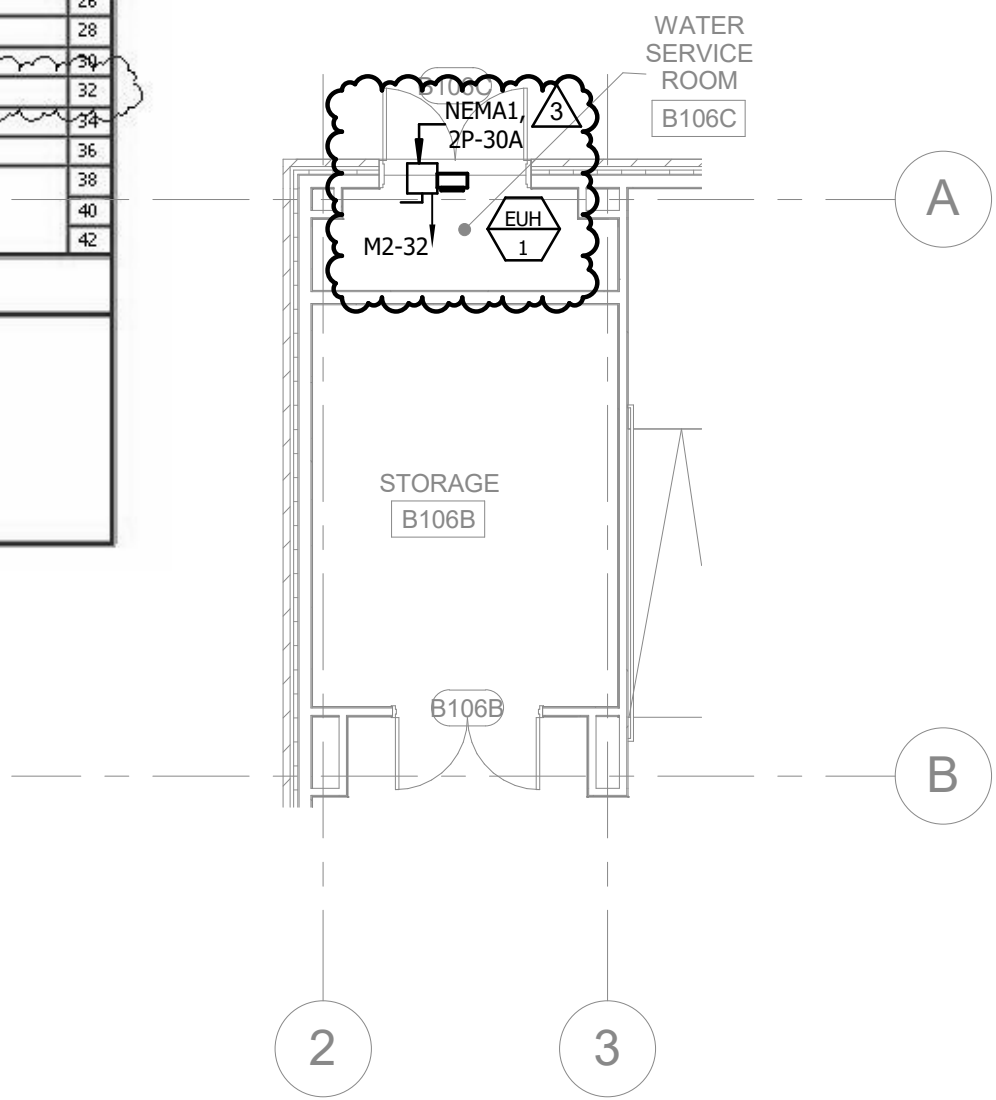 26
28
30
32
34
36
38
40
42
WATER
SERVICE
ROOM
B106C
B106C
NEMA1,
2P-30A
3
EUH
1
M2-32
A
STORAGE
B106B
B106B
B
2
3